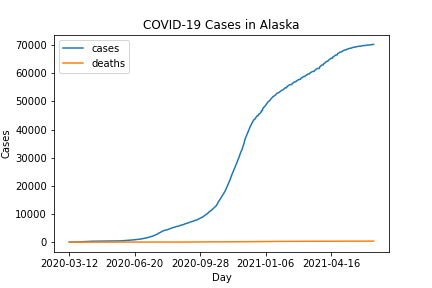 COVID-19 Cases in Alaska
cases
deaths
70000
60000
50000
40000
30000
20000
10000
0
Cases
2020-03-12 2020-06-20 2020-09-28 2021-01-06 2021-04-16
Day